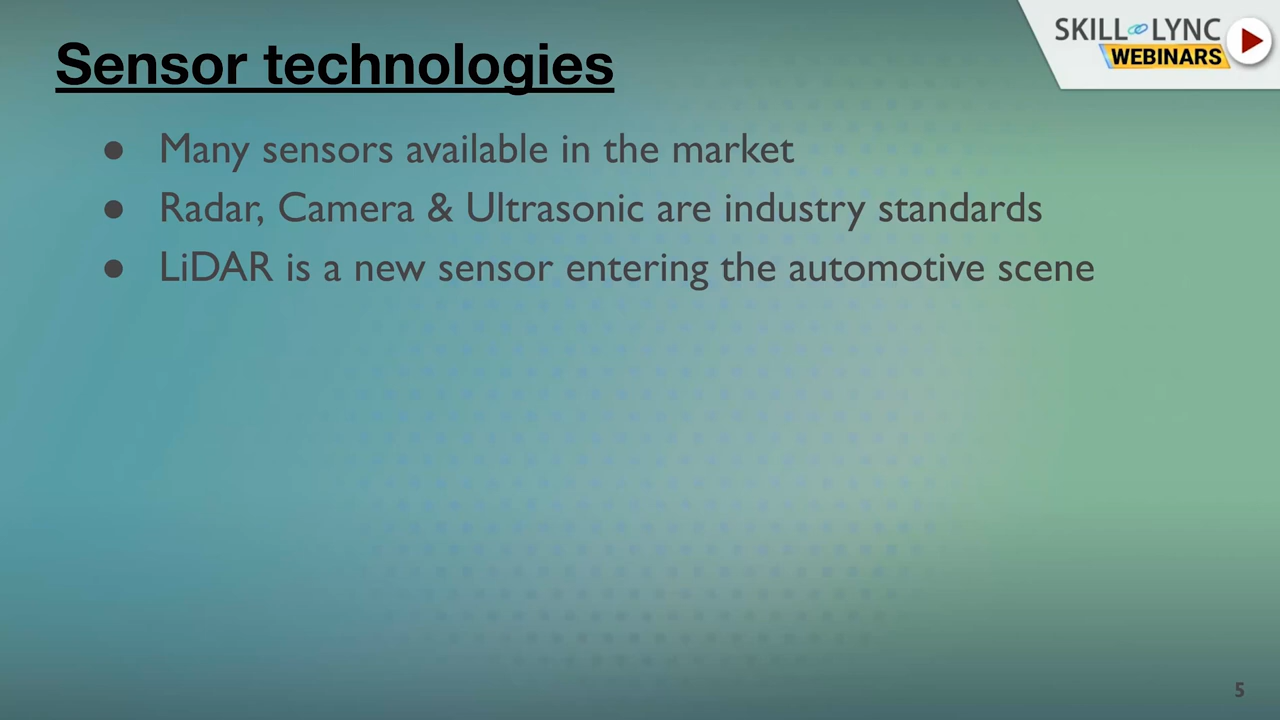 Sensor technologies
SKILL LYNC
WEBINARS
● Many sensors available in the market
● Radar, Camera & Ultrasonic are industry standards
● LiDAR is a new sensor entering the automotive scene
5